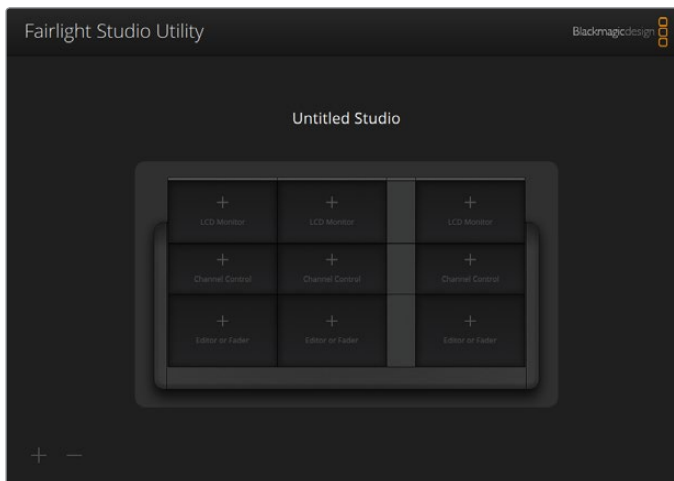 Fairlight Studio Utility
Blackmagicdesign
Untitled Studio
LCD Monitor LCD Monitor LCD Monitor
Channel Control Channel Control Channel Control
Editor or Fader Editor or Fader Editor or Fader